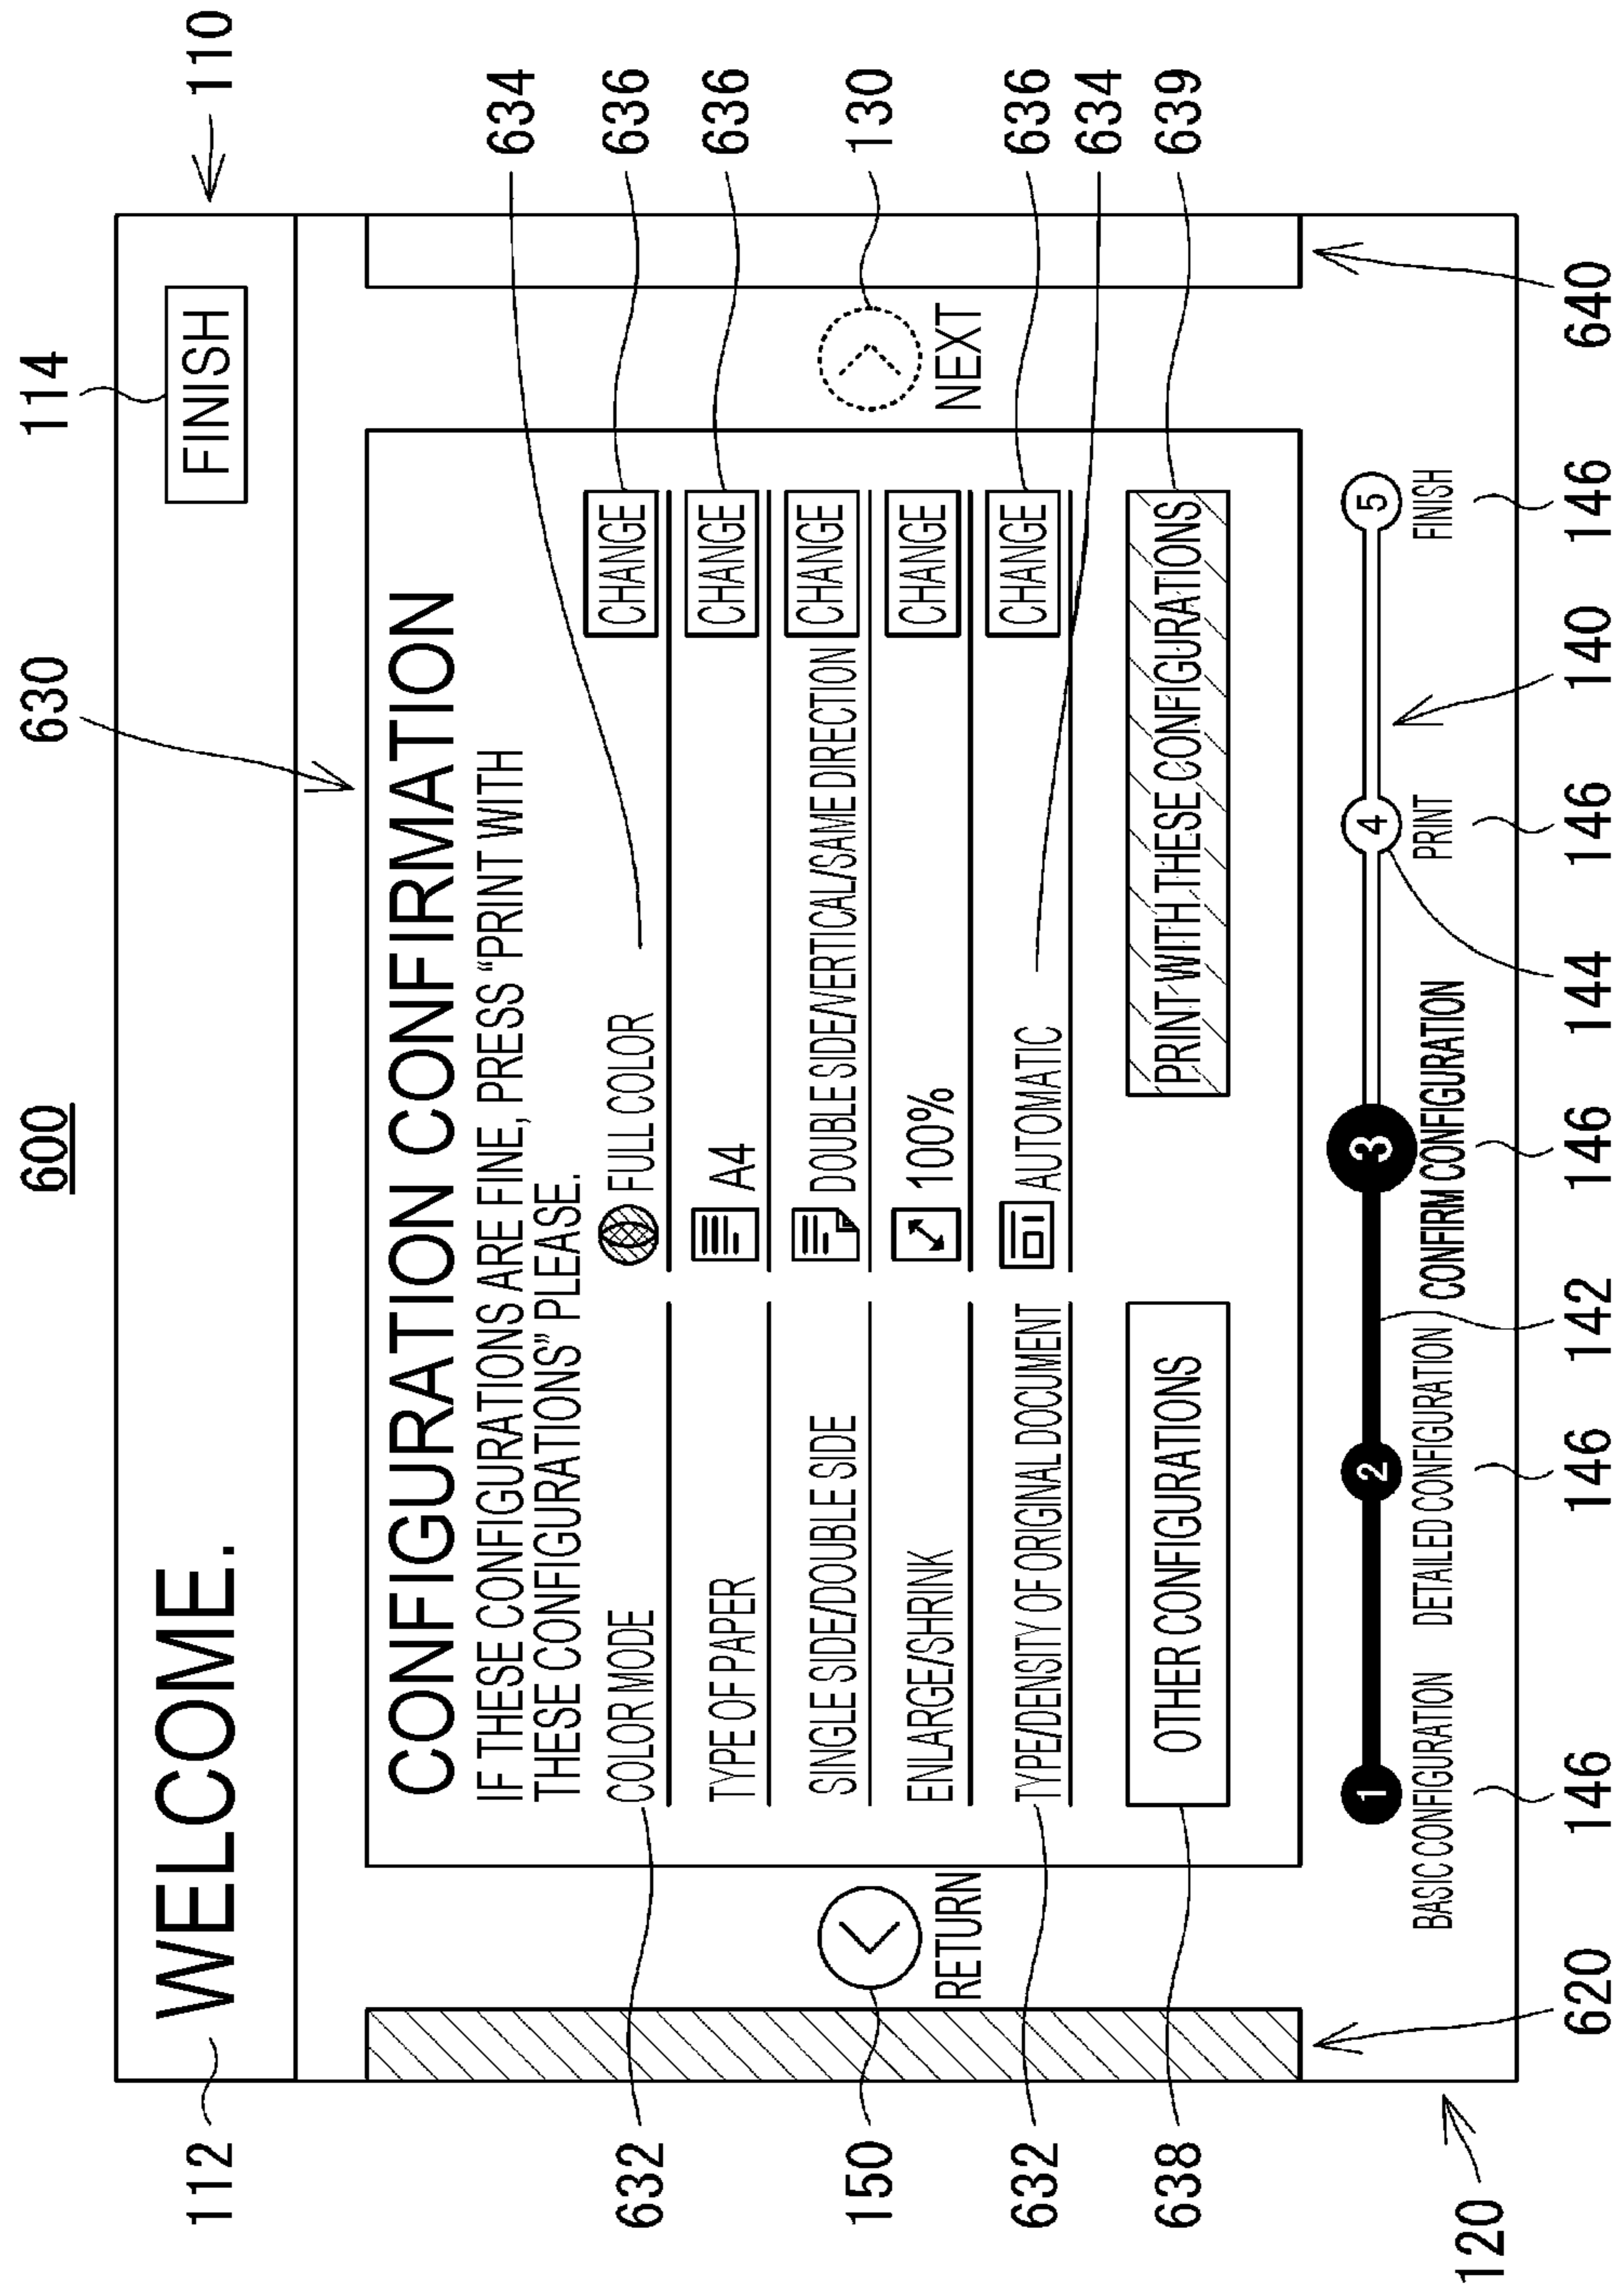 600
630
114
110
112
WELCOME.
FINISH
CONFIGURATION CONFIRMATION
IF THESE CONFIGURATIONS ARE FINE, PRESS “PRINT WITH
THESE CONFIGURATIONS” PLEASE.
634
COLOR MODE
FULL COLOR
CHANGE
632
636
TYPE OF PAPER
A4
CHANGE
636
SINGLE SIDE/DOUBLE SIDE
DOUBLE SIDE/VERTICAL/SAME DIRECTION
CHANGE
150
RETURN
130
NEXT
ENLARGE/SHRINK
100%
CHANGE
632
TYPE/DENSITY OF ORIGINAL DOCUMENT
AUTOMATIC
CHANGE
636
634
638
OTHER CONFIGURATIONS
PRINT WITH THESE CONFIGURATIONS
639
1
2
3
4
5
BASIC CONFIGURATION
DETAILED CONFIGURATION
CONFIRM CONFIGURATION
PRINT
FINISH
120
620
146
146
142
146
144
146
140
146
640